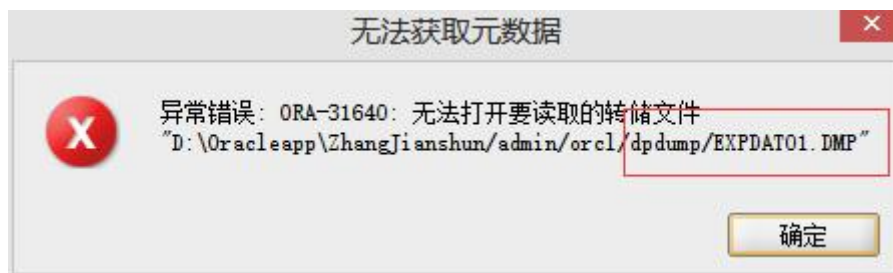 无法获取元数据
异常错误: ORA-31640: 无法打开要读取的转储文件
"D:\Oracleapp\ZhangJianshun/admin/orcl/dpdump/EXPDAT01.DMP"
确定